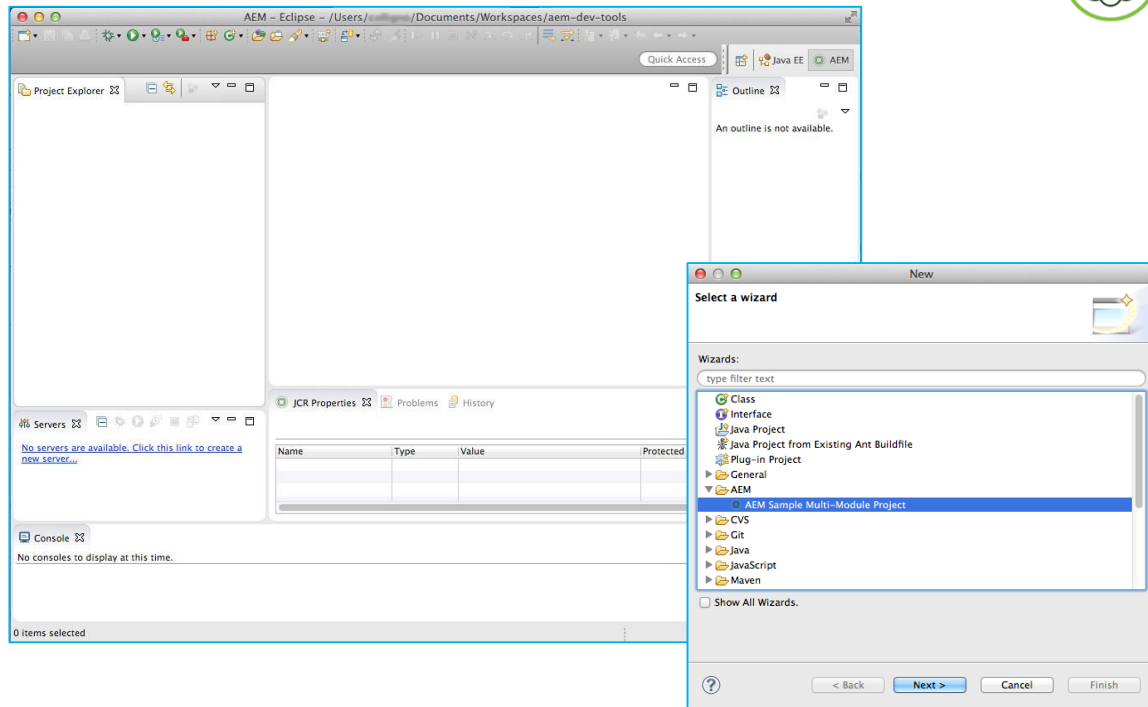 AEM – Eclipse – /Users/ /Documents/Workspaces/aem-dev-tools
Quick Access
Java EE
AEM
Project Explorer
Outline
An outline is not available.
Servers
No servers are available. Click this link to create a
new server...
JCR Properties
Problems
History
Name Type Value Protected
Console
No consoles to display at this time.
0 items selected
New
Select a wizard
Wizards:
type filter text
Class
Interface
Java Project
Java Project from Existing Ant Buildfile
Plug-in Project
General
AEM
AEM Sample Multi-Module Project
CVS
Git
Java
JavaScript
Maven
Show All Wizards.
? < Back Next > Cancel Finish